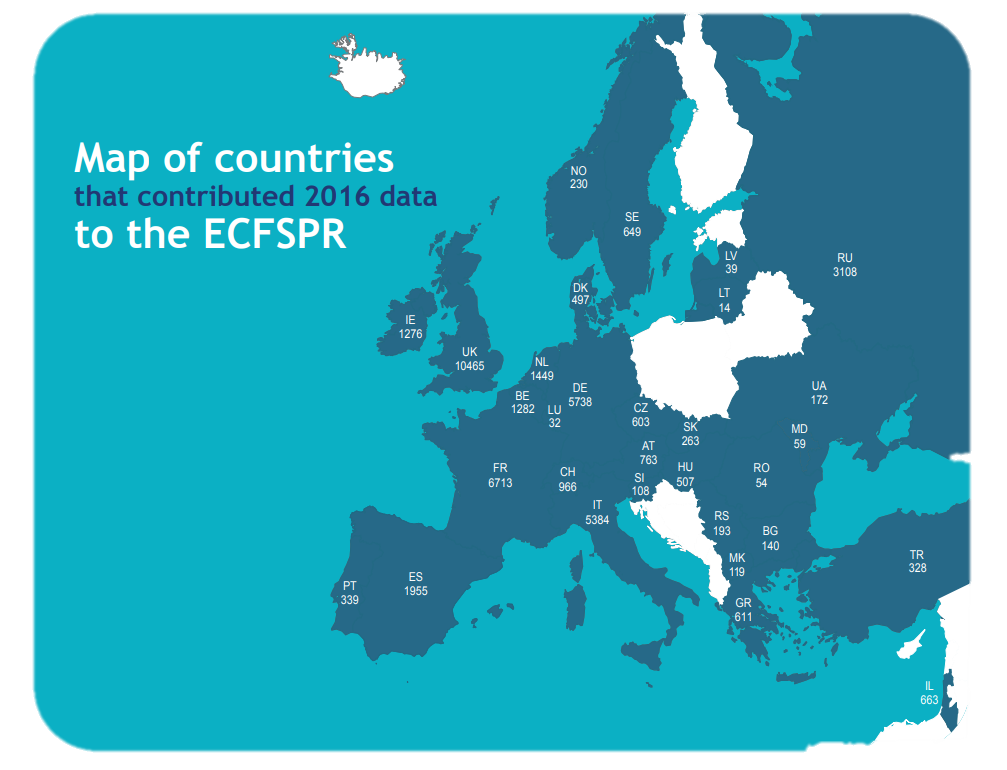 Map of countries
that contributed 2016 data
to the ECFSPR
NO
230
SE
649
LV
39
RU
3108
LT
14
DK
497
IE
1276
UK
10465
NL
1449
DE
5738
BE
1282
LU
32
UA
172
CZ
603
SK
263
MD
59
AT
763
FR
6713
CH
966
HU
507
RO
54
SI
108
IT
5384
RS
193
BG
140
MK
119
TR
328
ES
1955
PT
339
GR
611
IL
663